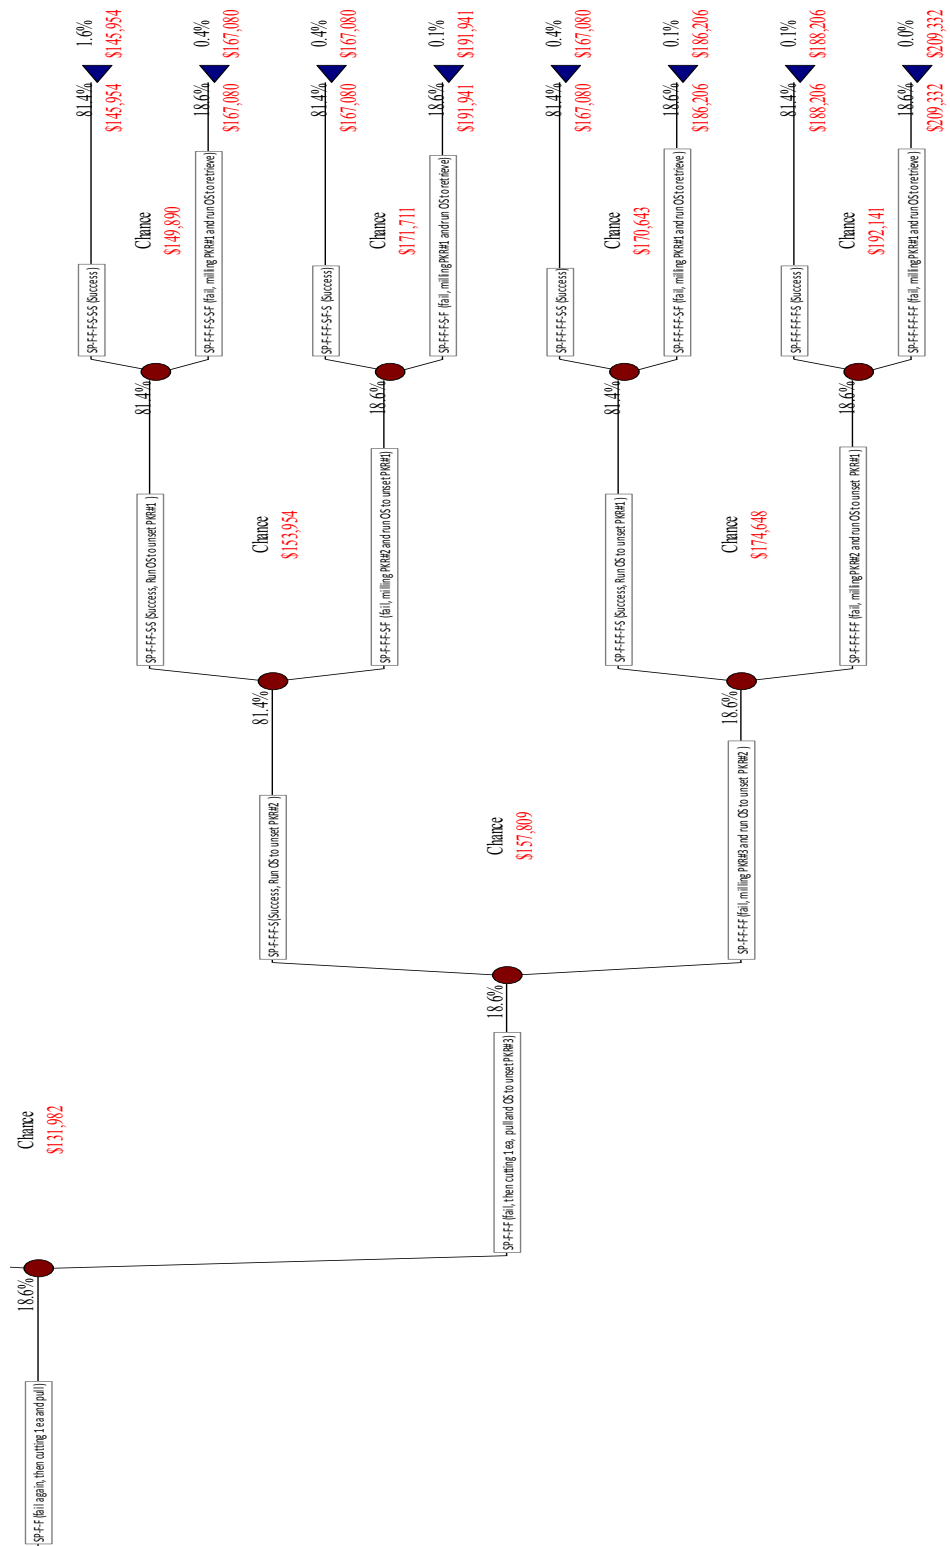 SP-F-F (fail again, then cutting 1 ea and pull)
18.6%
Chance
$131,982
SP-F-F-F (fail, then cutting 1 ea, pull and OS to unset PKR#3)
18.6%
Chance
$157,809
SP-F-F-F-S (Success, Run OS to unset PKR#2 )
81.4%
Chance
$153,954
SP-F-F-F-S-S (Success, Run OS to unset PKR#1 )
81.4%
Chance
$149,890
SP-F-F-F-S-S-S (Success )
81.4%
$145,954
1.6%
$145,954
SP-F-F-F-S-S-F (fail, milling PKR#1 and run OS to retrieve)
18.6%
$167,080
0.4%
$167,080
SP-F-F-F-S-F (fail, milling PKR#2 and run OS to unset PKR#1)
18.6%
Chance
$171,711
SP-F-F-F-S-F-S (Success)
81.4%
$167,080
0.4%
$167,080
SP-F-F-F-S-F (fail, milling PKR#1 and run OS to retrieve)
18.6%
$191,941
0.1%
$191,941
SP-F-F-F-F (fail, milling PKR#3 and run OS to unset PKR#2 )
18.6%
Chance
$174,648
SP-F-F-F-F-S (Success, Run OS to unset PKR#1)
81.4%
Chance
$170,643
SP-F-F-F-F-S-S (Success)
81.4%
$167,080
0.4%
$167,080
SP-F-F-F-F-S-F (fail, milling PKR#1 and run OS to retrieve)
18.6%
$186,206
0.1%
$186,206
SP-F-F-F-F-F (fail, milling PKR#2 and run OS to unset PKR#1 )
18.6%
Chance
$192,141
SP-F-F-F-F-F-S (Success)
81.4%
$188,206
0.1%
$188,206
SP-F-F-F-F-F-F (fail, milling PKR#1 and run OS to retrieve)
18.6%
$209,332
0.0%
$209,332